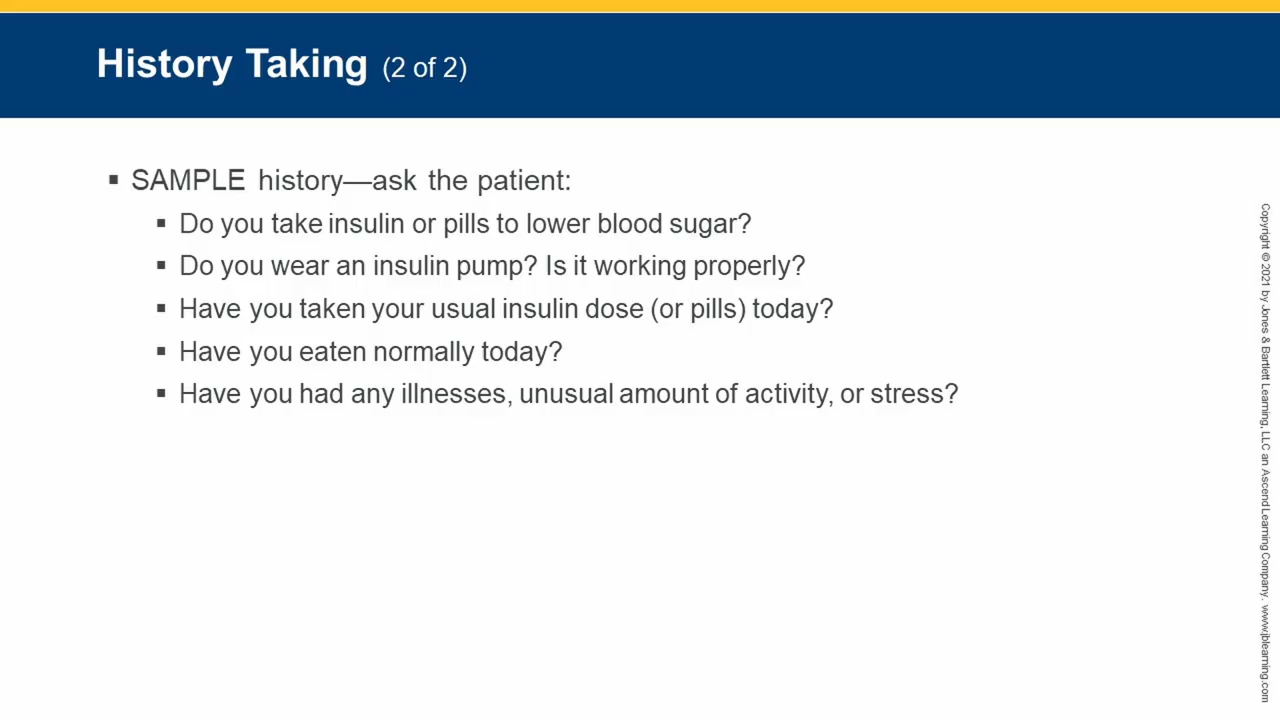 History Taking (2 of 2)
▪ SAMPLE history—ask the patient:
▪ Do you take insulin or pills to lower blood sugar?
▪ Do you wear an insulin pump? Is it working properly?
▪ Have you taken your usual insulin dose (or pills) today?
▪ Have you eaten normally today?
▪ Have you had any illnesses, unusual amount of activity, or stress?
Copyright © 2021 by Jones & Bartlett Learning, LLC an Ascend Learning Company. www.jblearning.com